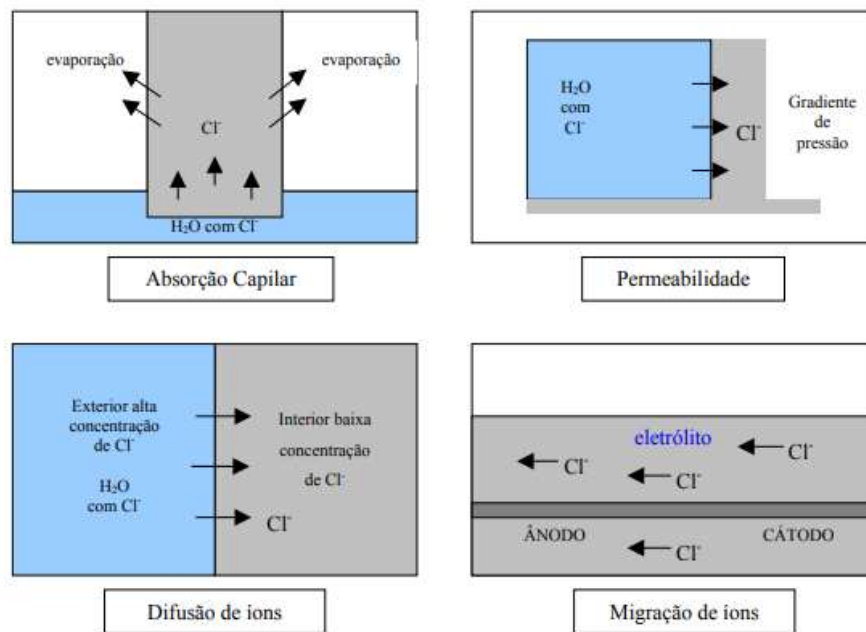 evaporação
evaporação
Cl⁻
H₂O com Cl⁻
Absorção Capilar
H₂O
com
Cl⁻
Cl⁻
Gradiente
de
pressão
Permeabilidade
Exterior alta
concentração
de Cl⁻
H₂O
com Cl⁻
Interior baixa
concentração
de Cl⁻
Cl⁻
Difusão de íons
eletrólito
Cl⁻
Cl⁻
Cl⁻
ÂNODO
CÁTODO
Cl⁻
Migração de íons